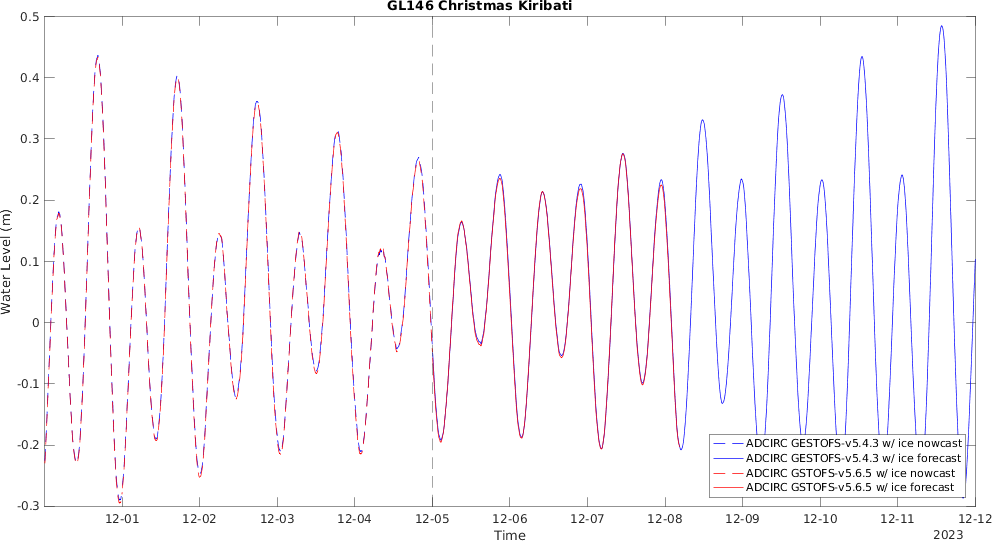 GL146 Christmas Kiribati
0.5
0.4
0.3
0.2
0.1
0
-0.1
-0.2
-0.3
Water Level (m)
ADCIRC GESTOFS-v5.4.3 w/ ice nowcast
ADCIRC GESTOFS-v5.4.3 w/ ice forecast
ADCIRC GSTOFS-v5.6.5 w/ ice nowcast
ADCIRC GSTOFS-v5.6.5 w/ ice forecast
12-01 12-02 12-03 12-04 12-05 12-06 12-07 12-08 12-09 12-10 12-11 12-12
Time
2023